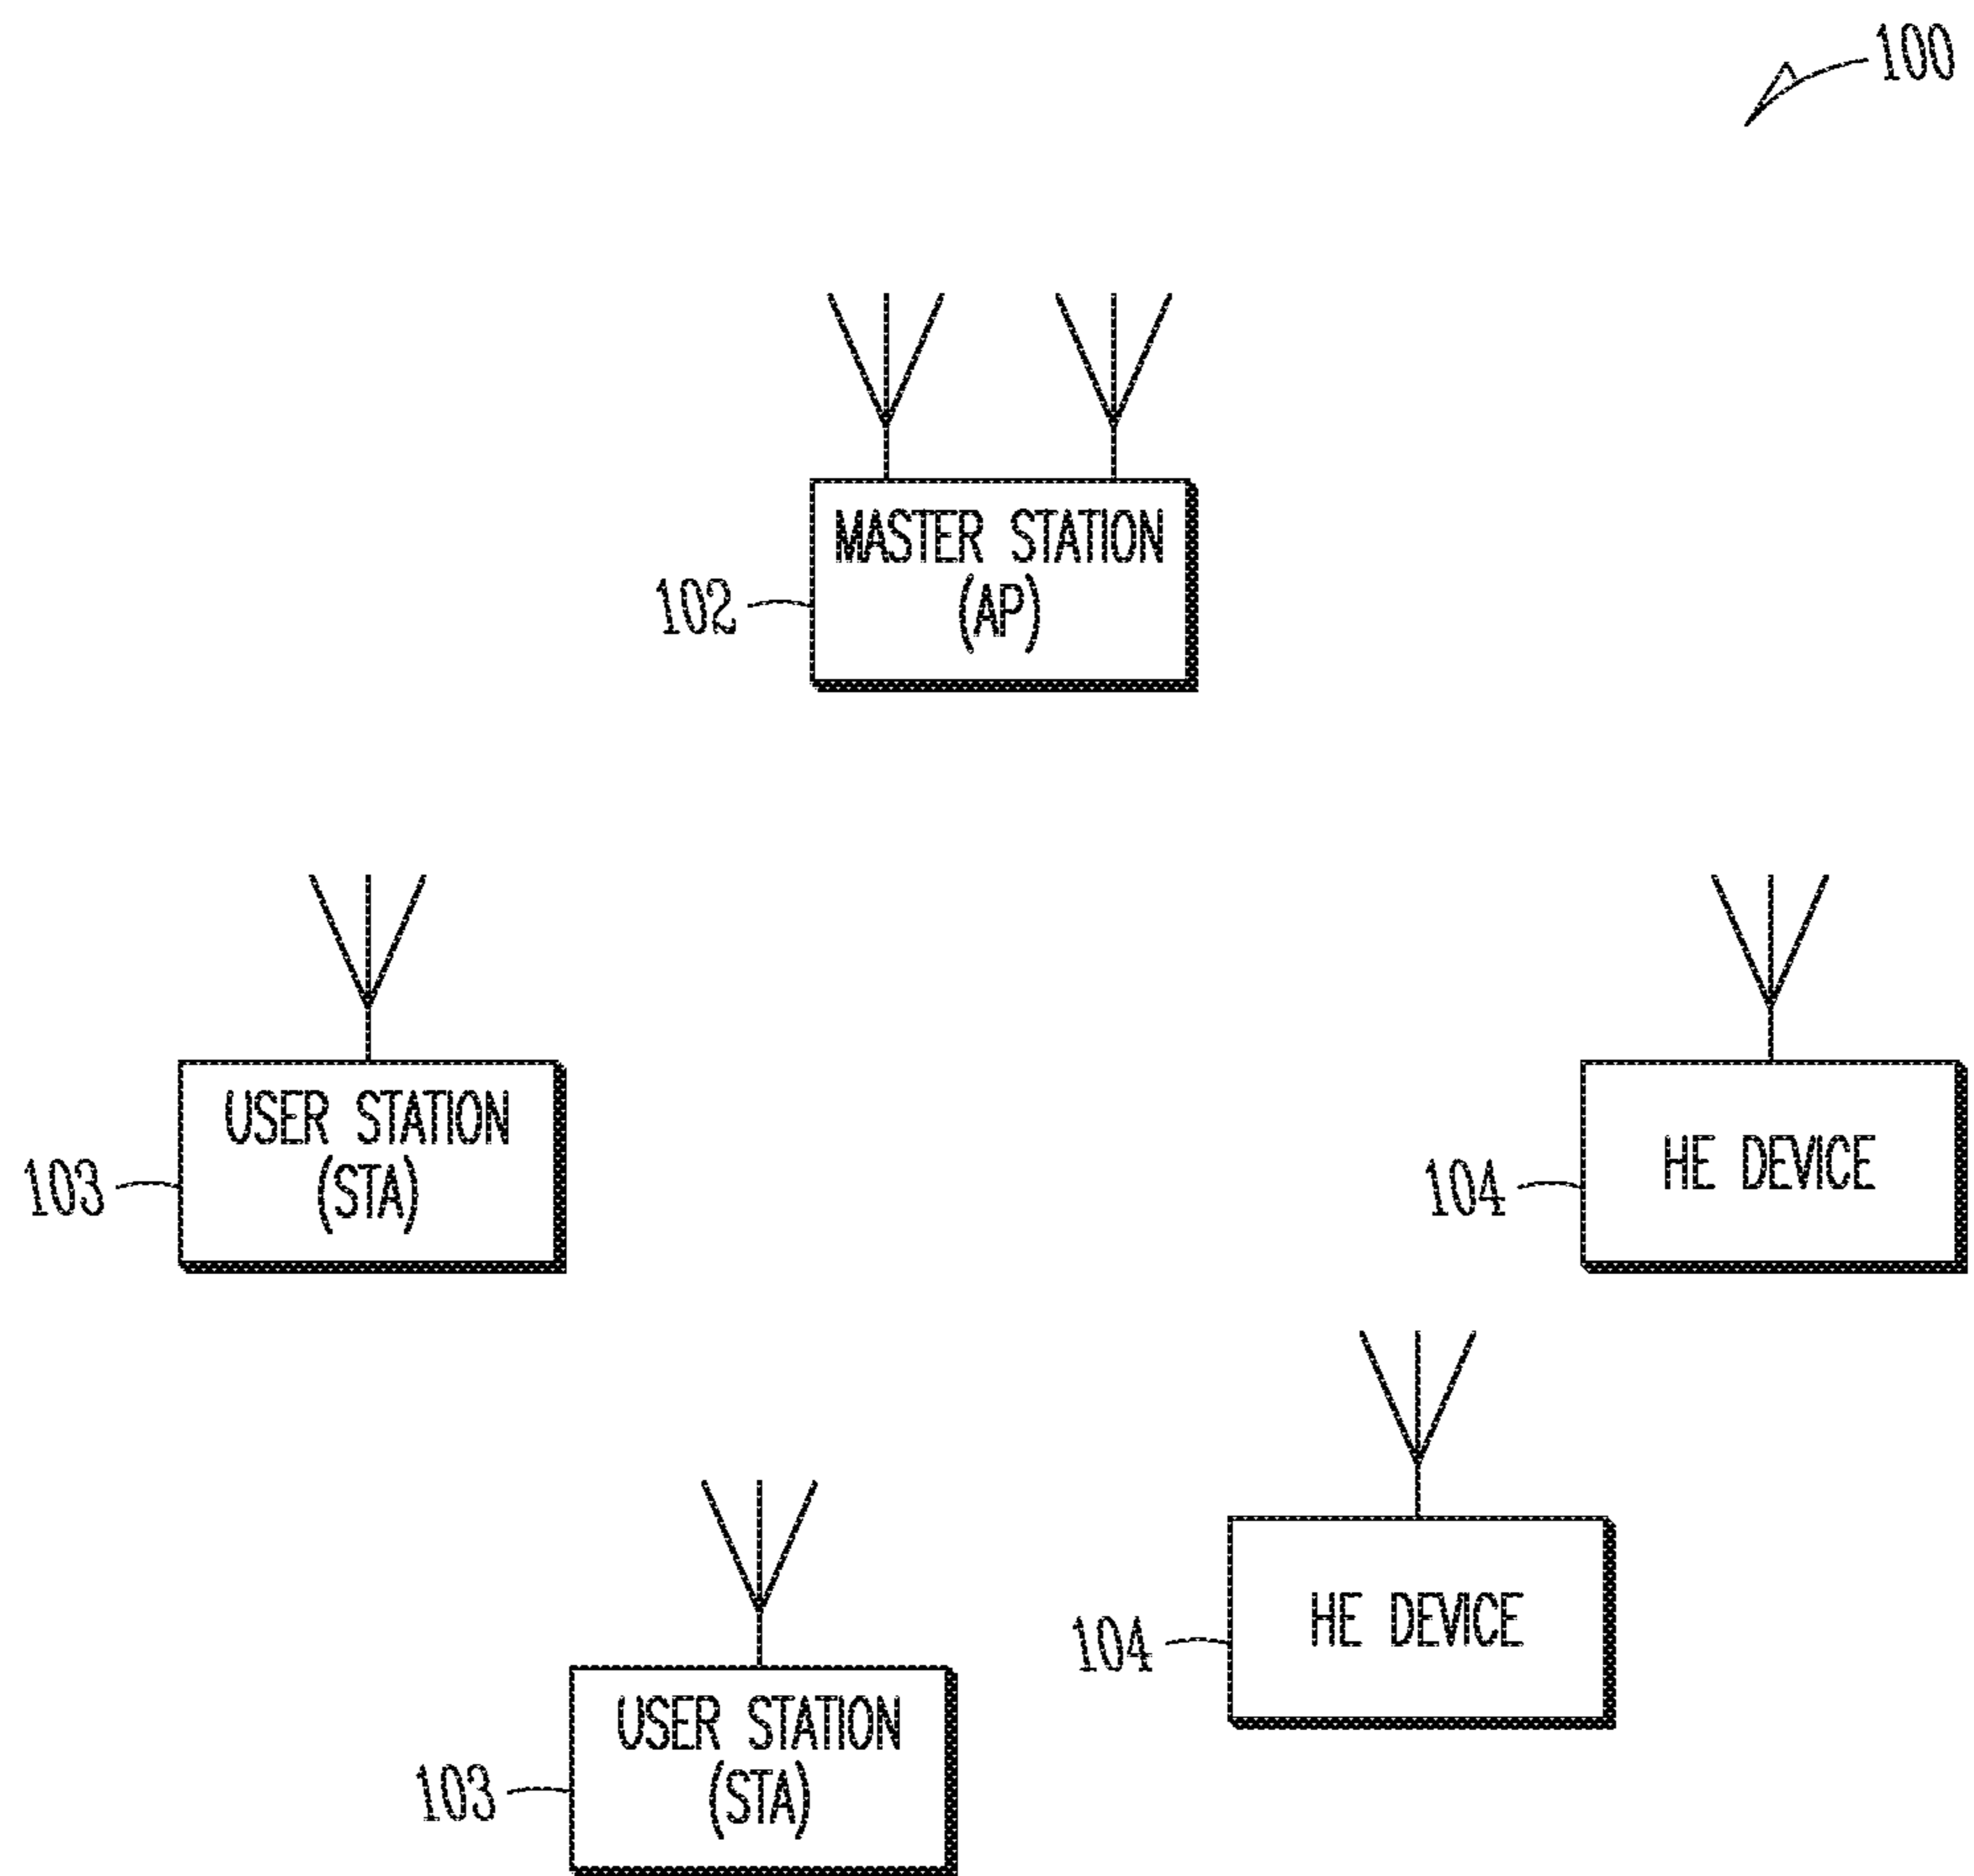 100
MASTER STATION
(AP)
102
USER STATION
(STA)
103
HE DEVICE
104
HE DEVICE
104
USER STATION
(STA)
103